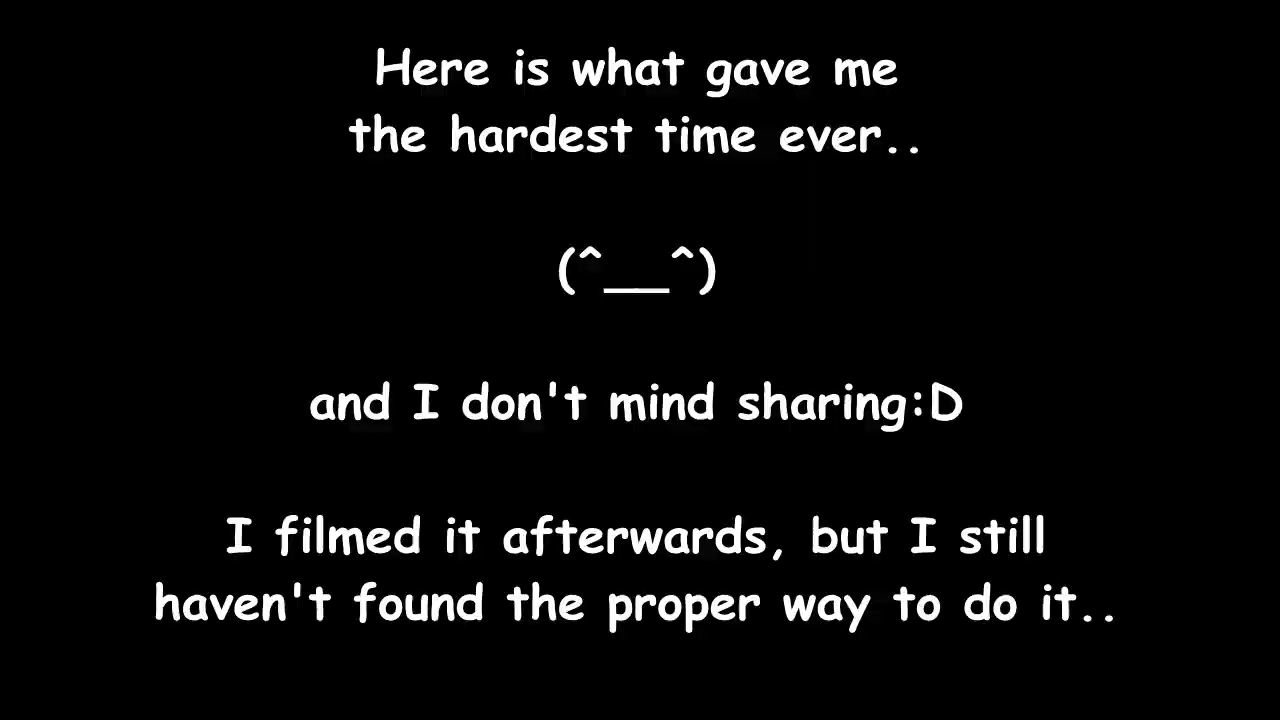 Here is what gave me
the hardest time ever..
(^__^)
and I don't mind sharing:D
I filmed it afterwards, but I still
haven't found the proper way to do it..